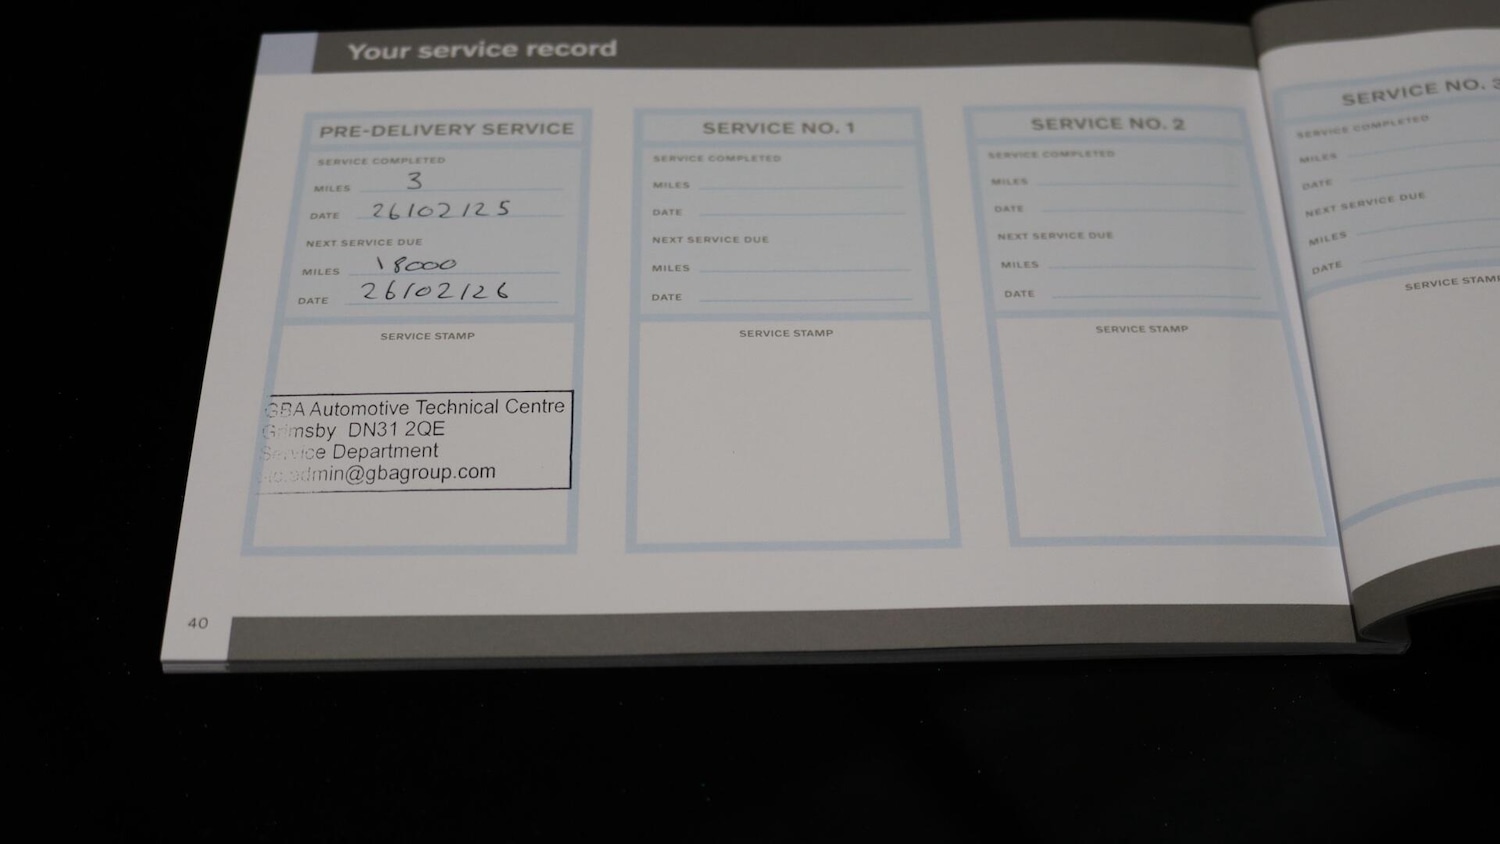 Your service record
PRE-DELIVERY SERVICE
SERVICE COMPLETED
MILES 3
DATE 26/02/25
NEXT SERVICE DUE
MILES 18000
DATE 26/02/26
SERVICE STAMP
GBA Automotive Technical Centre
Grimsby DN31 2QE
Service Department
admin@gbagroup.com
SERVICE NO. 1
SERVICE COMPLETED
MILES
DATE
NEXT SERVICE DUE
MILES
DATE
SERVICE STAMP
SERVICE NO. 2
SERVICE COMPLETED
MILES
DATE
NEXT SERVICE DUE
MILES
DATE
SERVICE STAMP
SERVICE NO. 3
SERVICE COMPLETED
MILES
DATE
NEXT SERVICE DUE
MILES
DATE
SERVICE STAMP
40